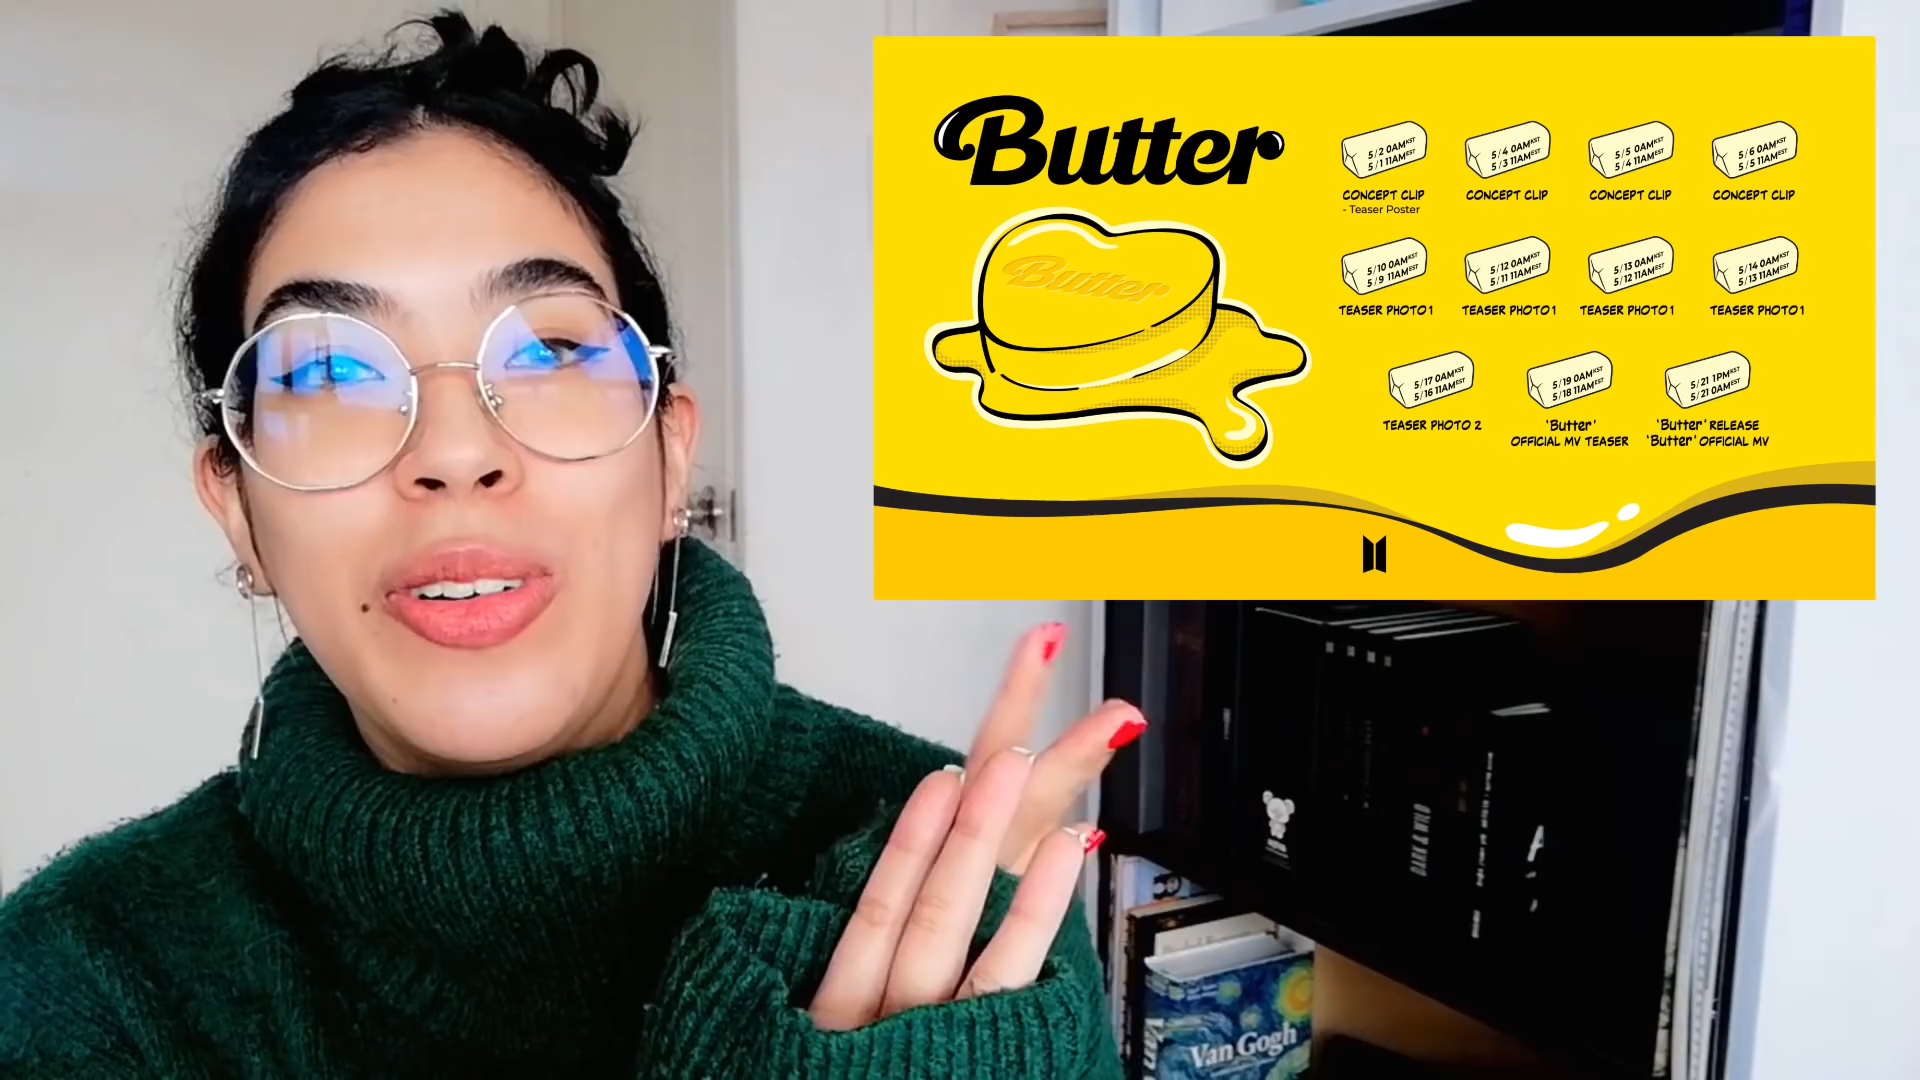 Butter
Butter
5/2 0AM KST
5/1 11AM EST
CONCEPT CLIP
- Teaser Poster
5/4 0AM KST
5/3 11AM EST
CONCEPT CLIP
5/5 0AM KST
5/4 11AM EST
CONCEPT CLIP
5/6 0AM KST
5/5 11AM EST
CONCEPT CLIP
5/10 0AM KST
5/9 11AM EST
TEASER PHOTO 1
5/12 0AM KST
5/11 11AM EST
TEASER PHOTO 1
5/13 0AM KST
5/12 11AM EST
TEASER PHOTO 1
5/14 0AM KST
5/13 11AM EST
TEASER PHOTO 1
5/17 0AM KST
5/16 11AM EST
TEASER PHOTO 2
5/19 0AM KST
5/18 11AM EST
'Butter'
OFFICIAL MV TEASER
5/21 1PM KST
5/21 0AM EST
'Butter' RELEASE
'Butter' OFFICIAL MV
DARK & WILD
Van Gogh